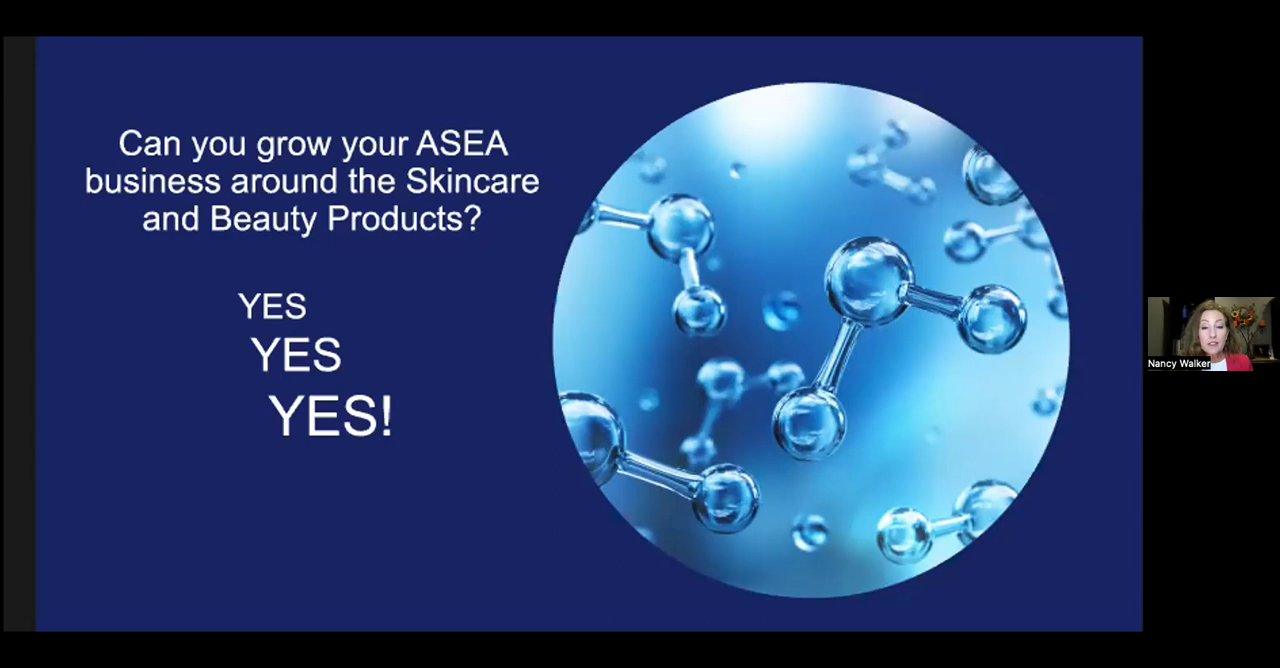 Can you grow your ASEA
business around the Skincare
and Beauty Products?
YES
YES
YES!
Nancy Walker